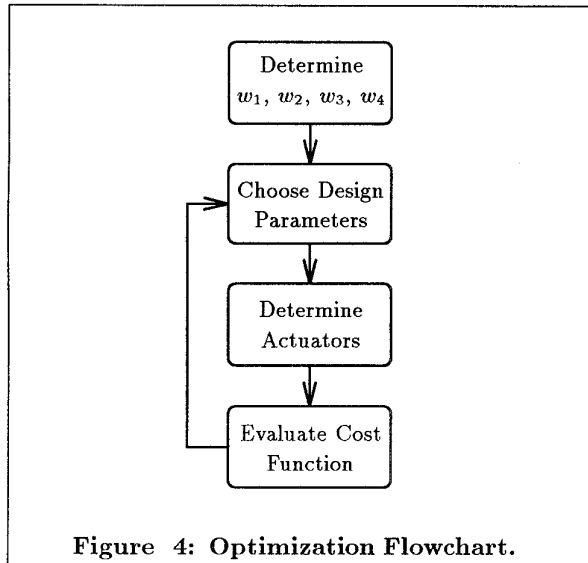 Determine
w₁, w₂, w₃, w₄
Choose Design
Parameters
Determine
Actuators
Evaluate Cost
Function
Figure 4: Optimization Flowchart.